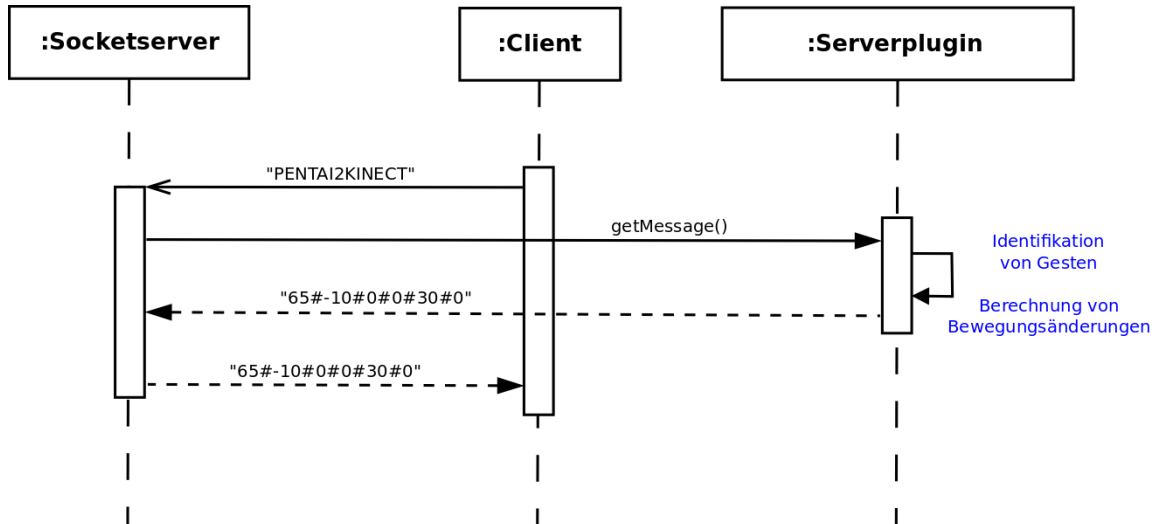 :Socketserver
:Client
:Serverplugin
"PENTAI2KINECT"
getMessage()
Identifikation
von Gesten
"65#-10#0#0#30#0"
Berechnung von
Bewegungsänderungen
"65#-10#0#0#30#0"